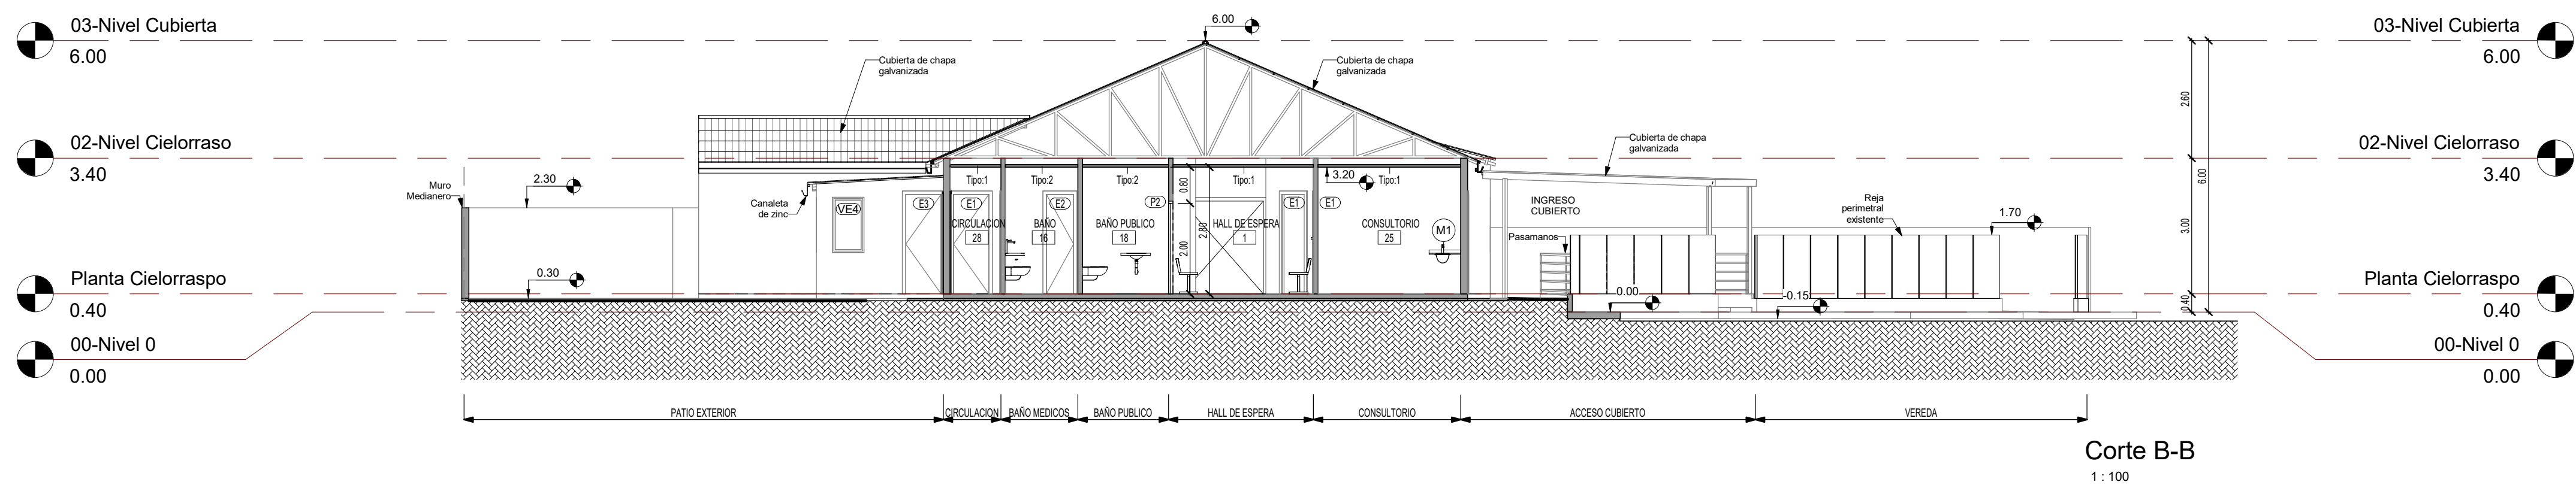 03-Nivel Cubierta
6.00
02-Nivel Cielorraso
3.40
Planta Cielorraspo
0.40
00-Nivel 0
0.00
6.00
Cubierta de chapa
galvanizada
Cubierta de chapa
galvanizada
Cubierta de chapa
galvanizada
Muro
Medianero
2.30
0.30
Canaleta
de zinc
VE4
E3
Tipo:1
E1
CIRCULACION
28
Tipo:2
E2
BAÑO
16
Tipo:2
BAÑO PUBLICO
18
P2
0.80
2.00
2.80
Tipo:1
HALL DE ESPERA
1
E1
E1
3.20
Tipo:1
CONSULTORIO
25
M1
INGRESO
CUBIERTO
Pasamanos
Reja
perimetral
existente
1.70
0.00
-0.15
2.60
3.00
0.40
6.00
03-Nivel Cubierta
6.00
02-Nivel Cielorraso
3.40
Planta Cielorraspo
0.40
00-Nivel 0
0.00
PATIO EXTERIOR
CIRCULACION
BAÑO MEDICOS
BAÑO PUBLICO
HALL DE ESPERA
CONSULTORIO
ACCESO CUBIERTO
VEREDA
Corte B-B
1 : 100